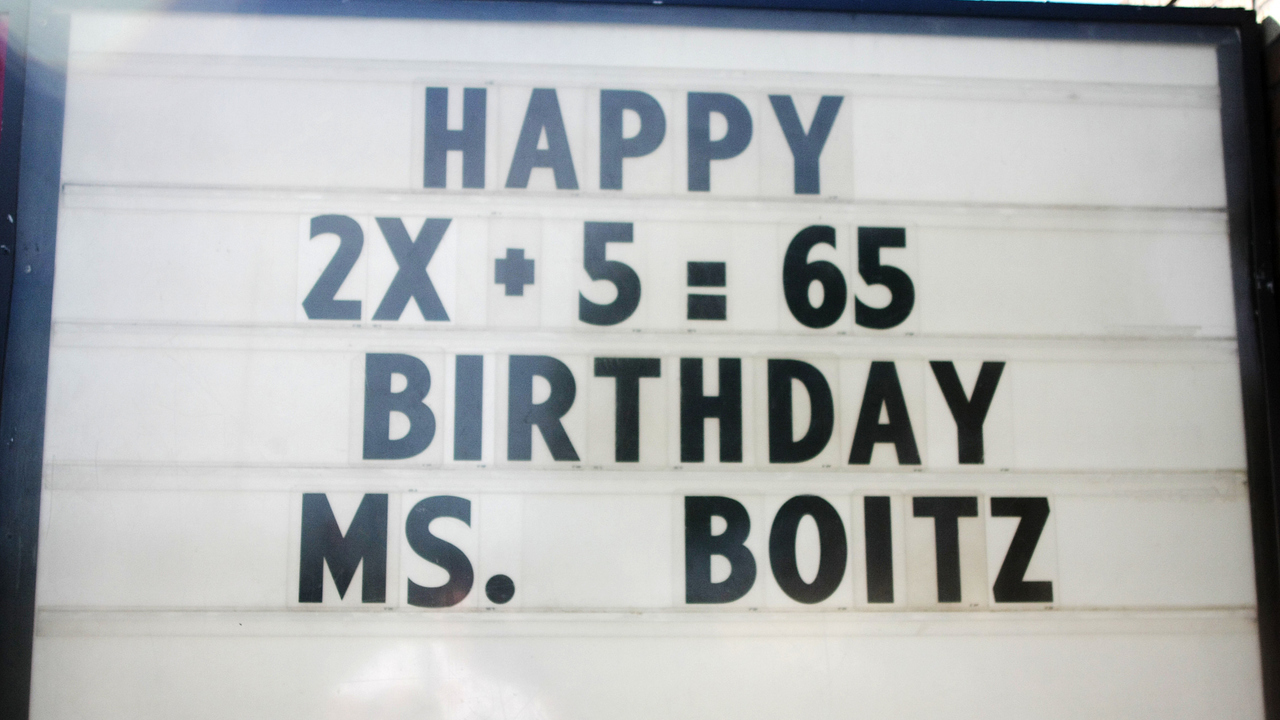 HAPPY
2X + 5 = 65
BIRTHDAY
MS. BOITZ